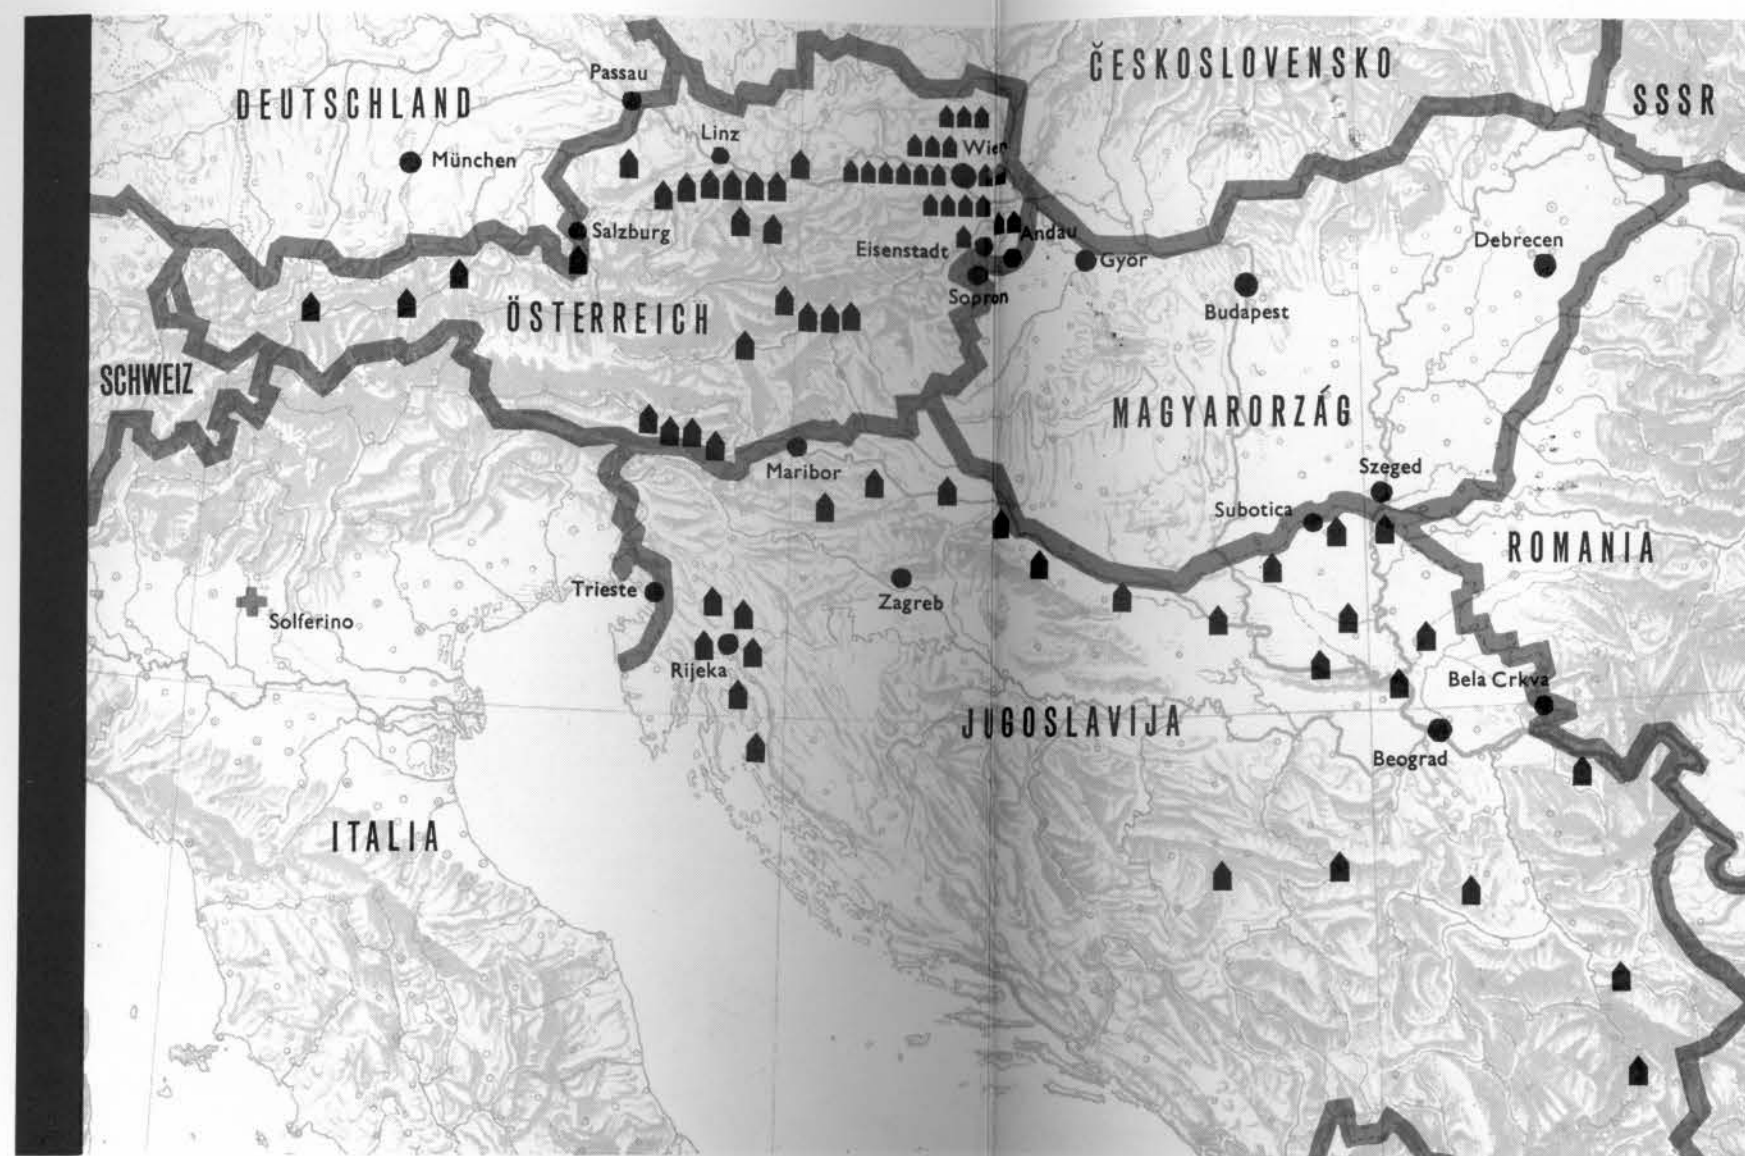 ČESKOSLOVENSKO
Passau
DEUTSCHLAND
SSSR
Linz
Wien
München
Salzburg
Andau
Eisenstadt
Debrecen
Györ
Sopron
ÖSTERREICH
Budapest
SCHWEIZ
MAGYARORZÁG
Maribor
Szeged
Subotica
ROMANIA
Trieste
Zagreb
Solferino
Rijeka
Bela Crkva
JUGOSLAVIJA
Beograd
ITALIA